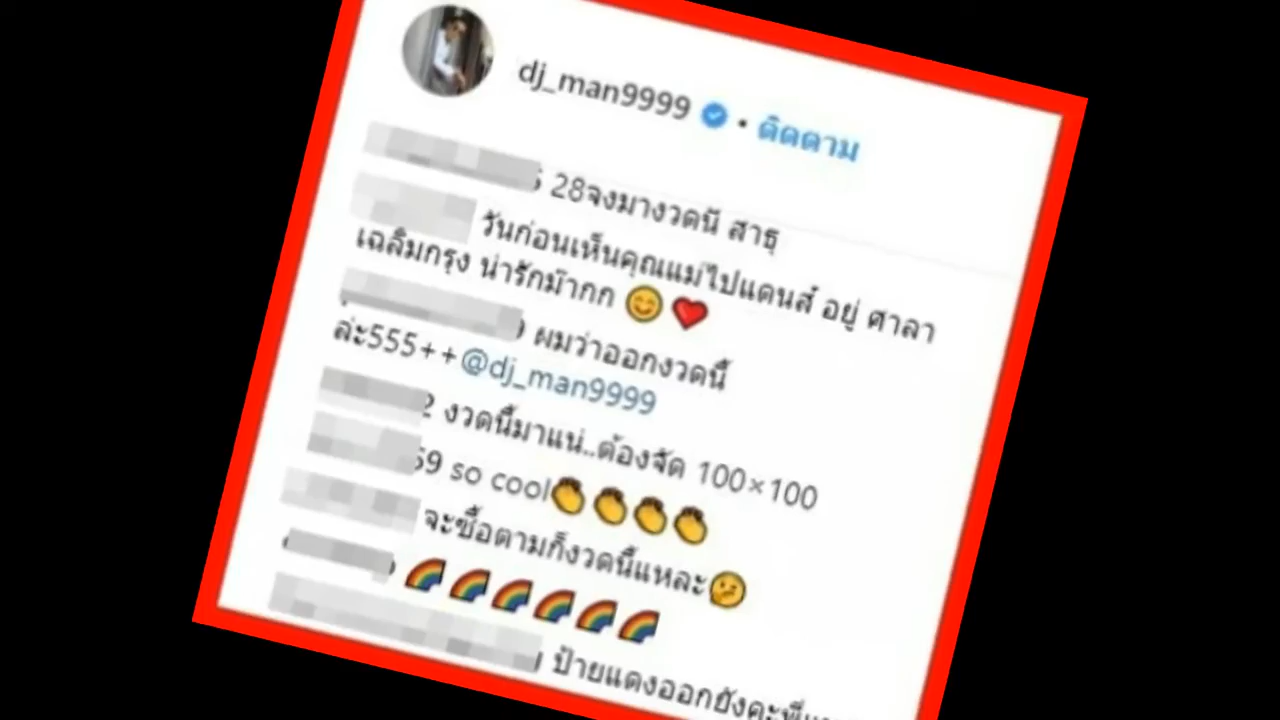 dj_man9999 • ติดตาม
28จงมางวดนี้ สาธุ
วันก่อนเห็นคุณแม่ไปแดนส์ อยู่ ศาลา
เฉลิมกรุง น่ารักม๊ากก 😊 ❤️
ผมว่าออกงวดนี้
ล่ะ555++@dj_man9999
2 งวดนี้มาแน่..ต้องจัด 100×100
59 so cool👏👏👏👏
จะซื้อตามก็งวดนี้แหละ🤔
🌈🌈🌈🌈🌈🌈
ป้ายแดงออกยังคะ